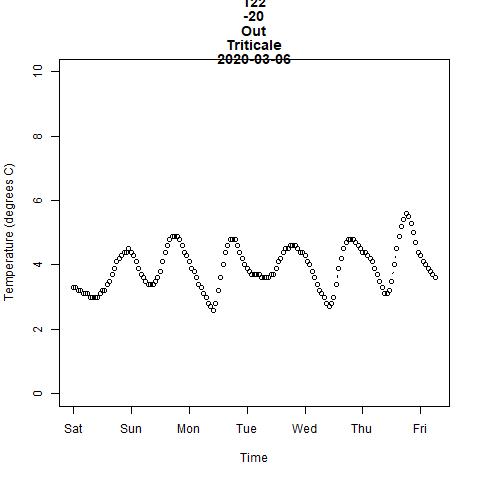 122
-20
Out
Triticale
2020-03-06
Temperature (degrees C)
10
8
6
4
2
0
Sat Sun Mon Tue Wed Thu Fri
Time